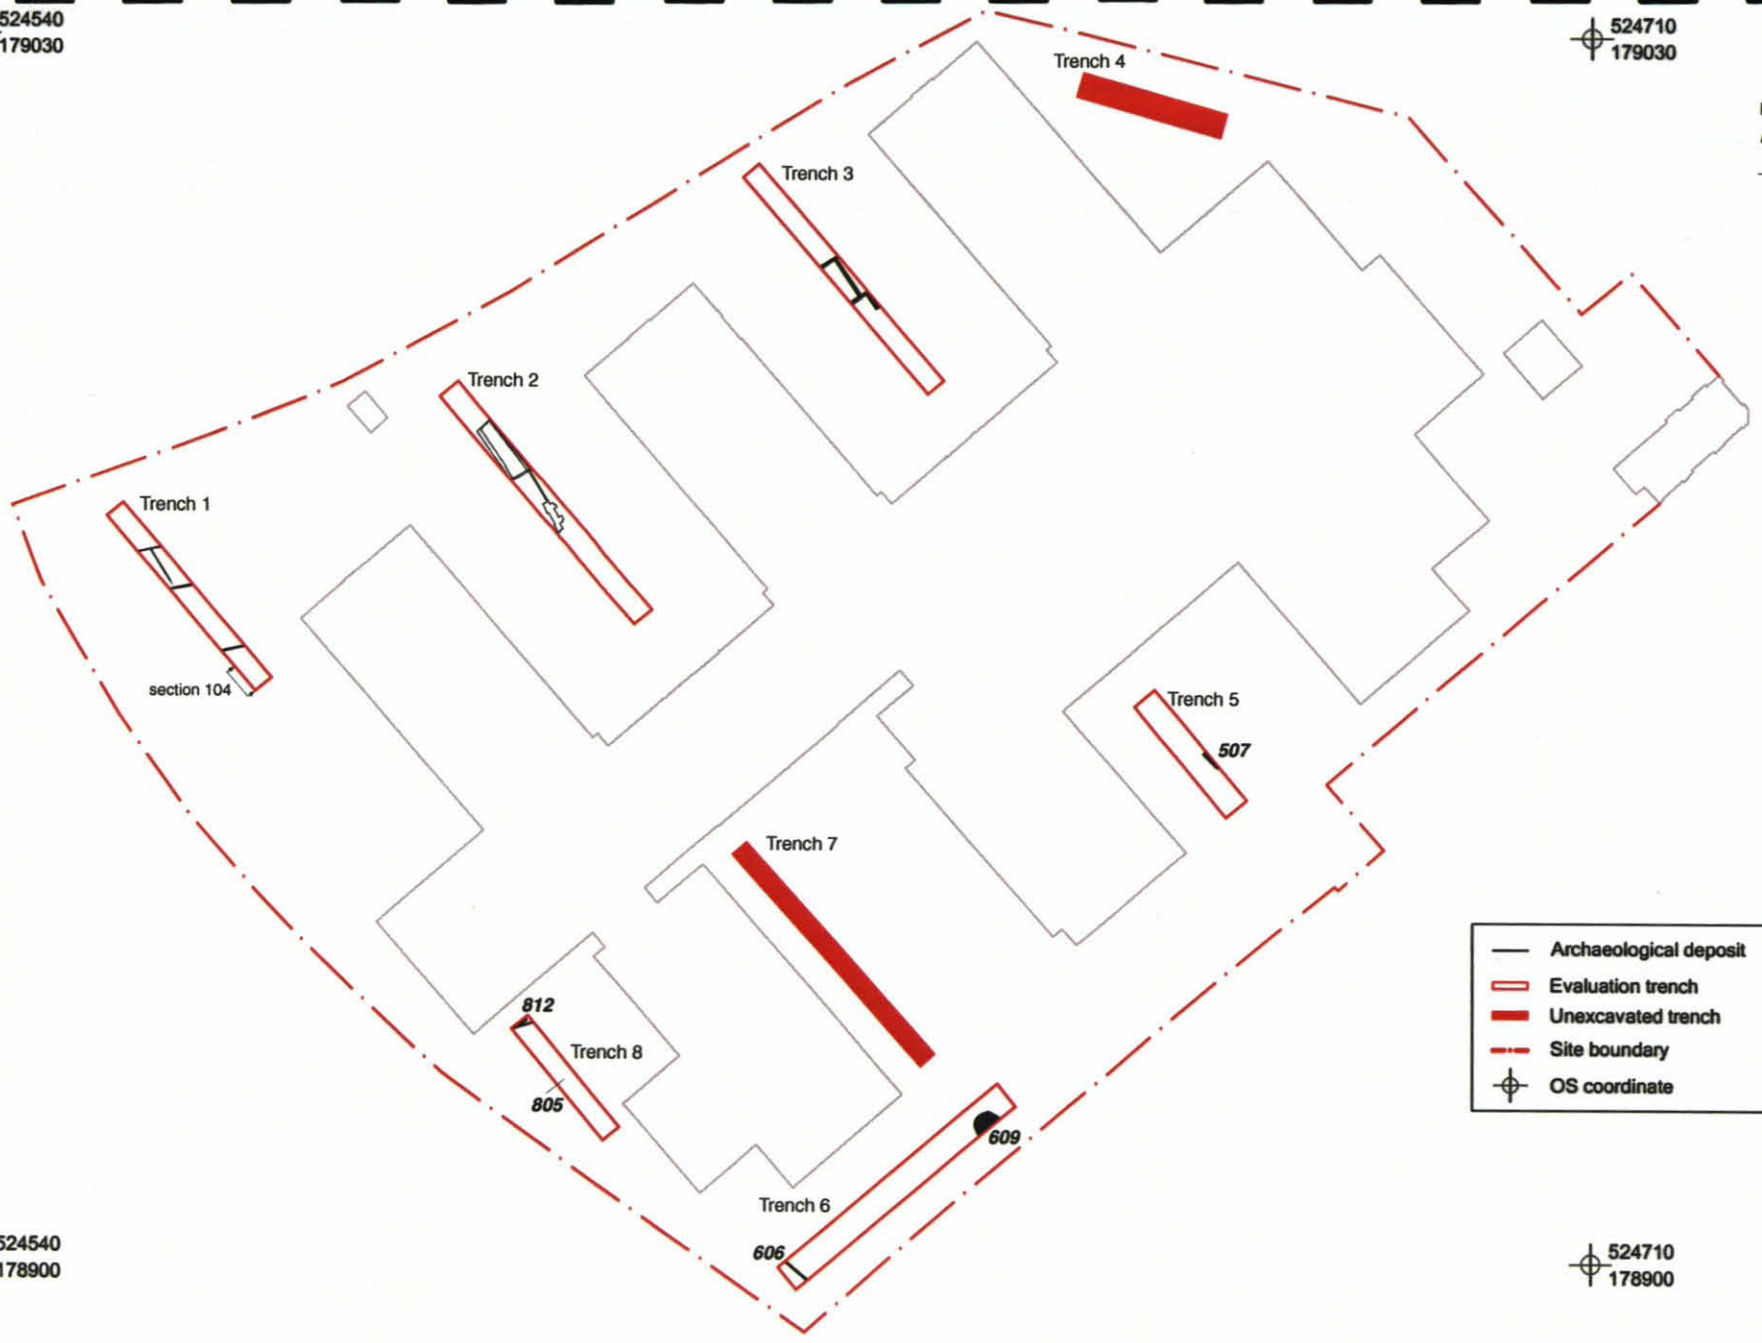 524540
179030
524710
179030
Trench 4
Trench 3
Trench 2
Trench 1
section 104
Trench 5
507
Trench 7
812
Trench 8
805
609
Trench 6
606
Archaeological deposit
Evaluation trench
Unexcavated trench
Site boundary
OS coordinate
524540
178900
524710
178900